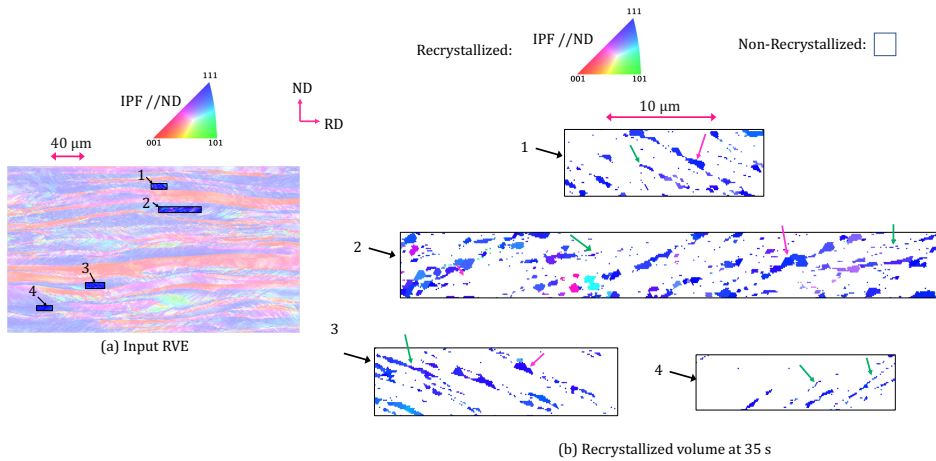 Recrystallized:
IPF //ND
111
001
101
Non-Recrystallized:
IPF //ND
111
001
101
ND
RD
40 μm
10 μm
1
2
3
4
1
2
3
4
(a) Input RVE
(b) Recrystallized volume at 35 s